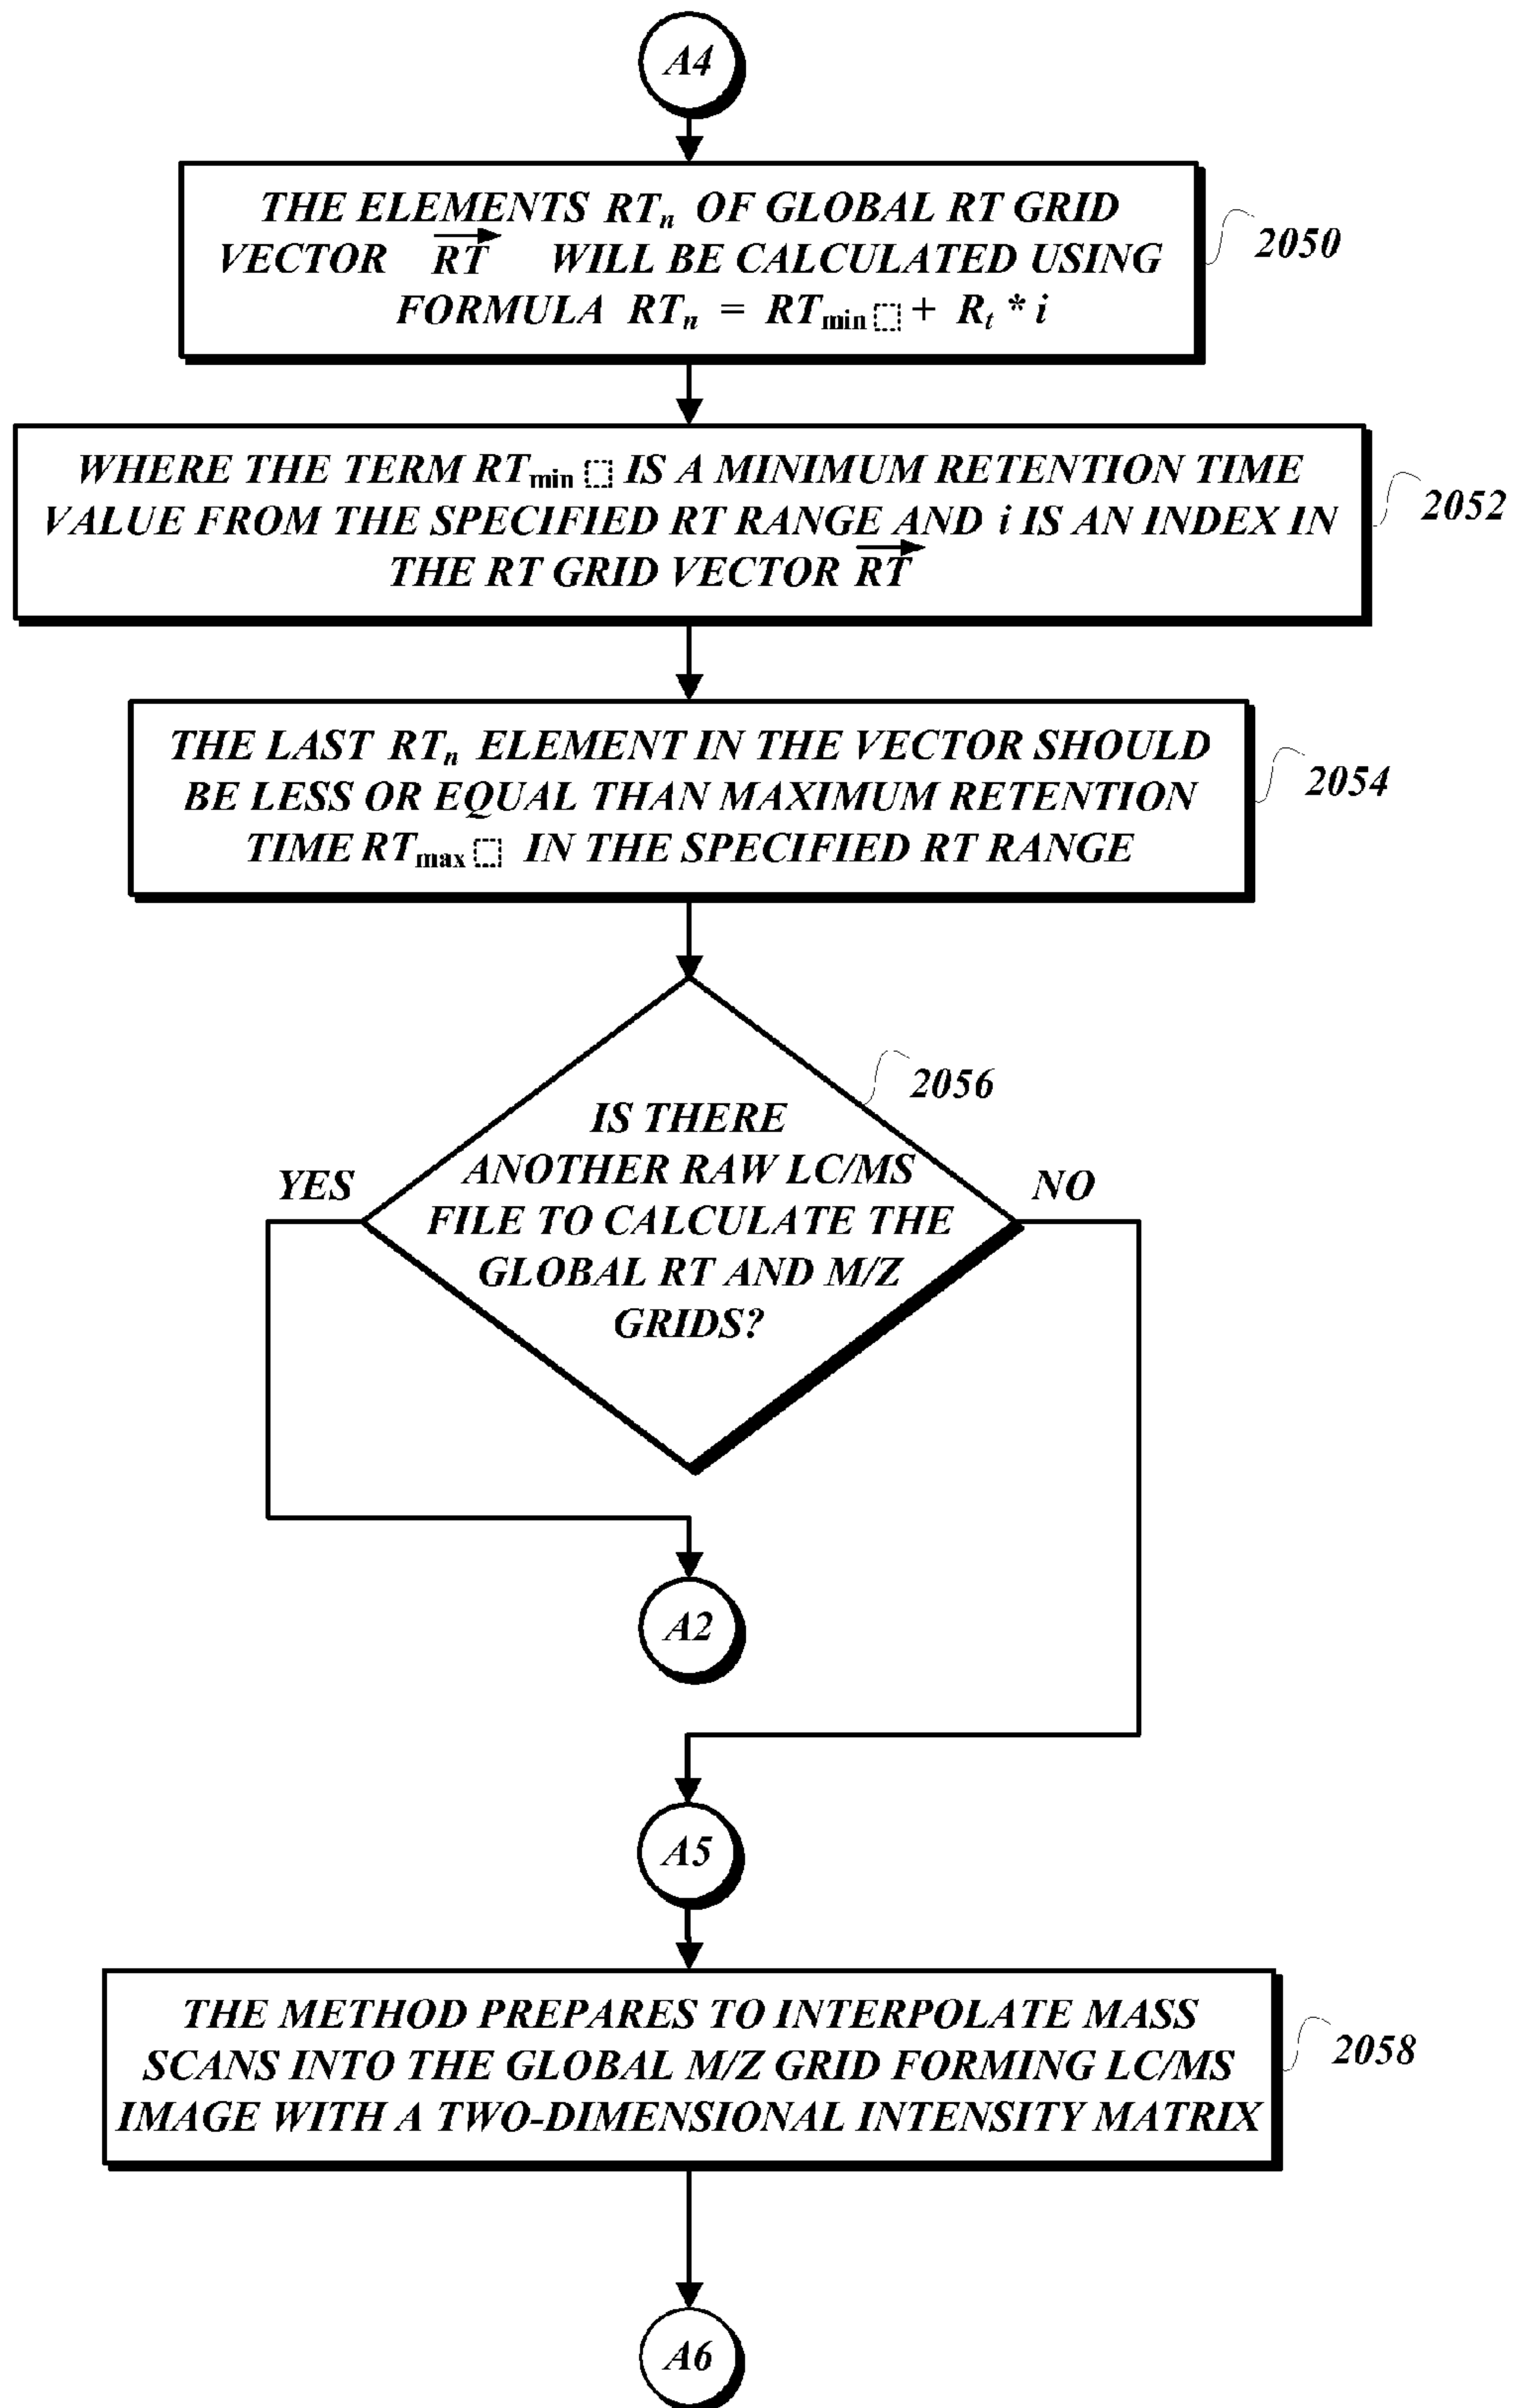 A4
THE ELEMENTS RTn OF GLOBAL RT GRID
VECTOR RT WILL BE CALCULATED USING
FORMULA RTn = RTmin + Rt * i
2050
WHERE THE TERM RTmin IS A MINIMUM RETENTION TIME
VALUE FROM THE SPECIFIED RT RANGE AND i IS AN INDEX IN
THE RT GRID VECTOR RT
2052
THE LAST RTn ELEMENT IN THE VECTOR SHOULD
BE LESS OR EQUAL THAN MAXIMUM RETENTION
TIME RTmax IN THE SPECIFIED RT RANGE
2054
2056
IS THERE
ANOTHER RAW LC/MS
FILE TO CALCULATE THE
GLOBAL RT AND M/Z
GRIDS?
YES
NO
A2
A5
THE METHOD PREPARES TO INTERPOLATE MASS
SCANS INTO THE GLOBAL M/Z GRID FORMING LC/MS
IMAGE WITH A TWO-DIMENSIONAL INTENSITY MATRIX
2058
A6